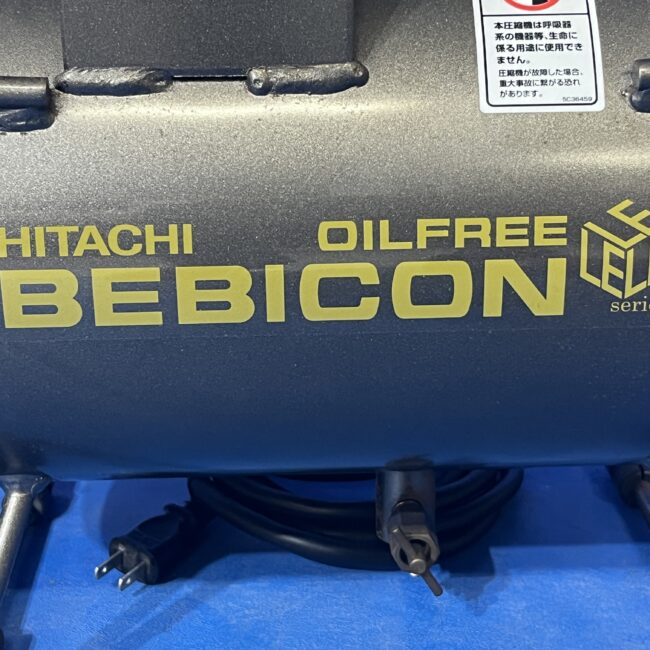 本圧縮機は呼吸器
系の機器等、生命に
係る用途に使用でき
ません。
圧縮機が故障した場合、
重大事故に繋がる恐れ
があります。
5C36459
HITACHI OILFREE
BEBICON